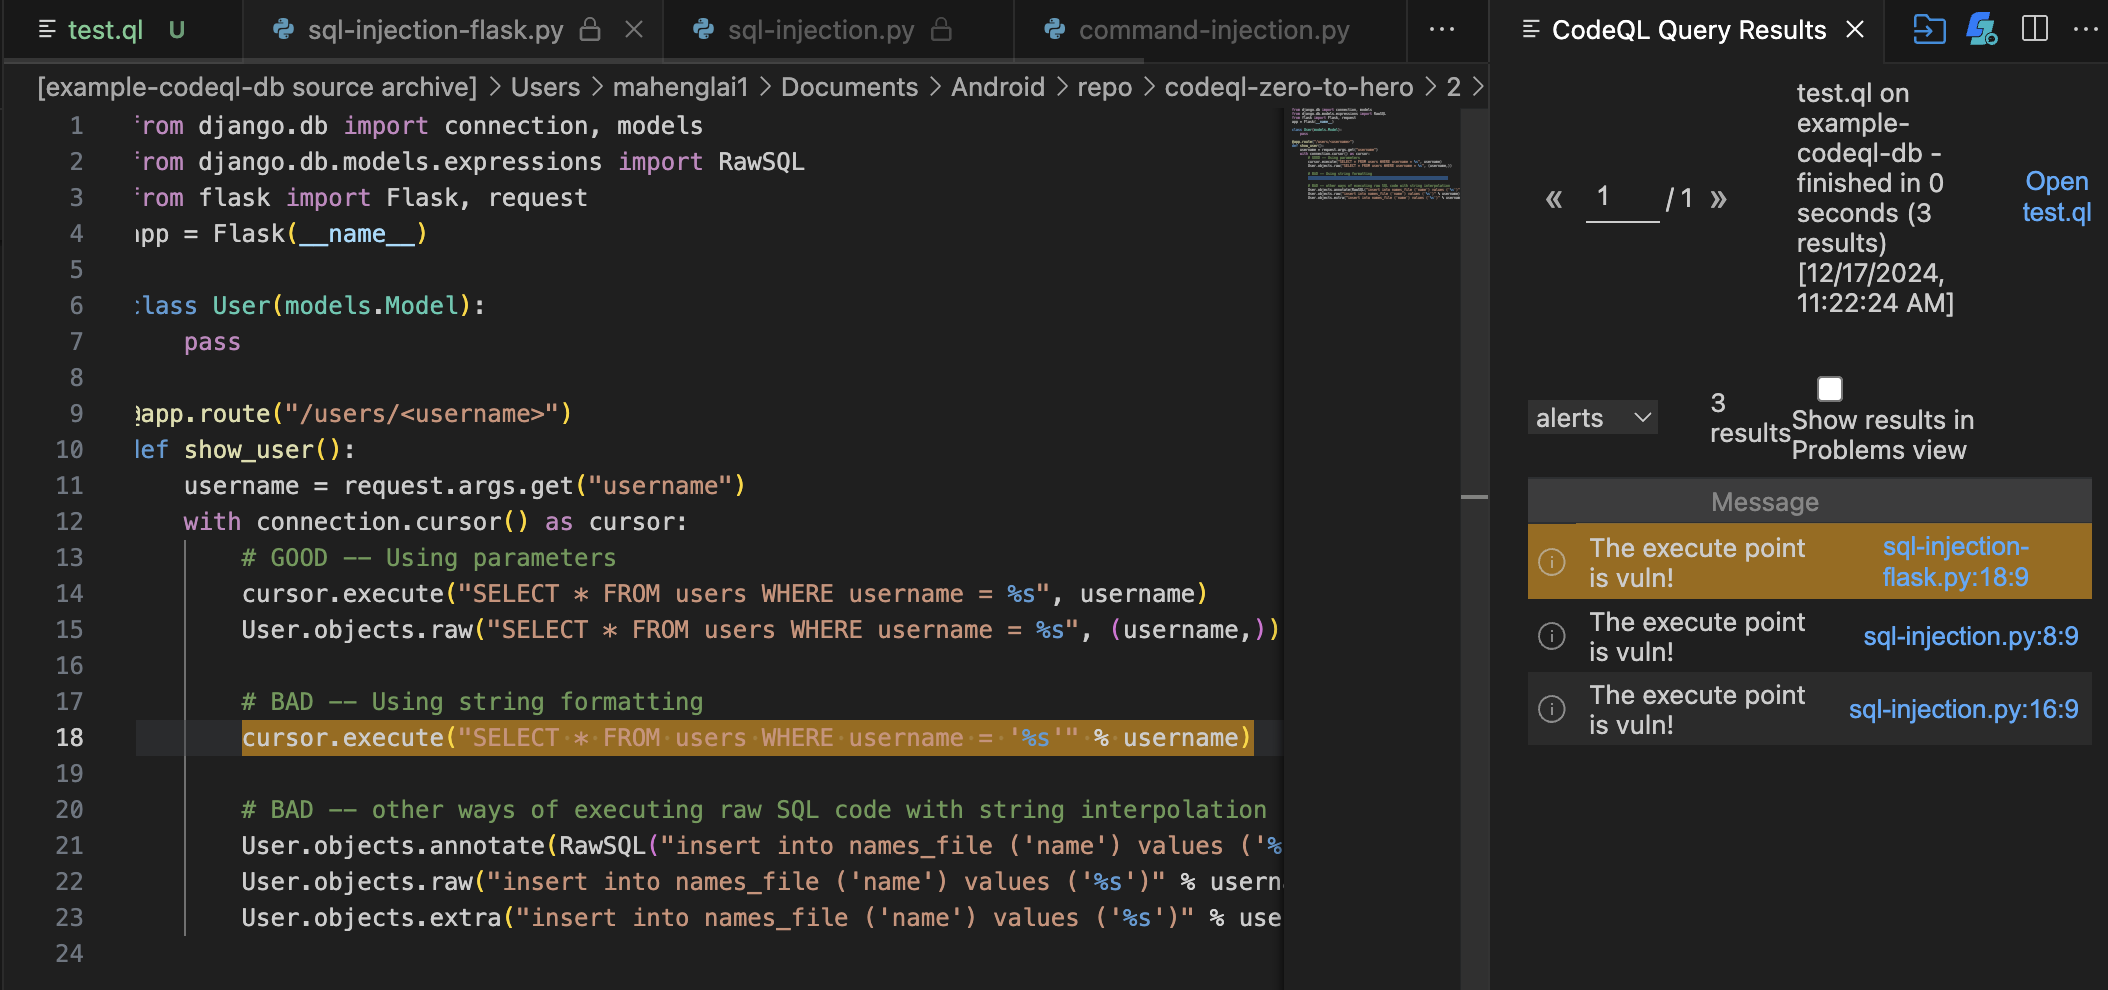 test.ql U sql-injection-flask.py sql-injection.py command-injection.py ···
[example-codeql-db source archive] > Users > mahenglai1 > Documents > Android > repo > codeql-zero-to-hero > 2 >
1 from django.db import connection, models
2 from django.db.models.expressions import RawSQL
3 from flask import Flask, request
4 app = Flask(__name__)
5
6 class User(models.Model):
7 pass
8
9 @app.route("/users/<username>")
10 def show_user():
11 username = request.args.get("username")
12 with connection.cursor() as cursor:
13 # GOOD -- Using parameters
14 cursor.execute("SELECT * FROM users WHERE username = %s", username)
15 User.objects.raw("SELECT * FROM users WHERE username = %s", (username,))
16
17 # BAD -- Using string formatting
18 cursor.execute("SELECT * FROM users WHERE username = '%s'" % username)
19
20 # BAD -- other ways of executing raw SQL code with string interpolation
21 User.objects.annotate(RawSQL("insert into names_file ('name') values ('%
22 User.objects.raw("insert into names_file ('name') values ('%s')" % usern
23 User.objects.extra("insert into names_file ('name') values ('%s')" % use
24
CodeQL Query Results ···
« 1 / 1 »
test.ql on
example-
codeql-db -
finished in 0
seconds (3
results)
[12/17/2024,
11:22:24 AM]
Open
test.ql
alerts
3
results
Show results in
Problems view
Message
The execute point
is vuln!
sql-injection-
flask.py:18:9
The execute point
is vuln!
sql-injection.py:8:9
The execute point
is vuln!
sql-injection.py:16:9